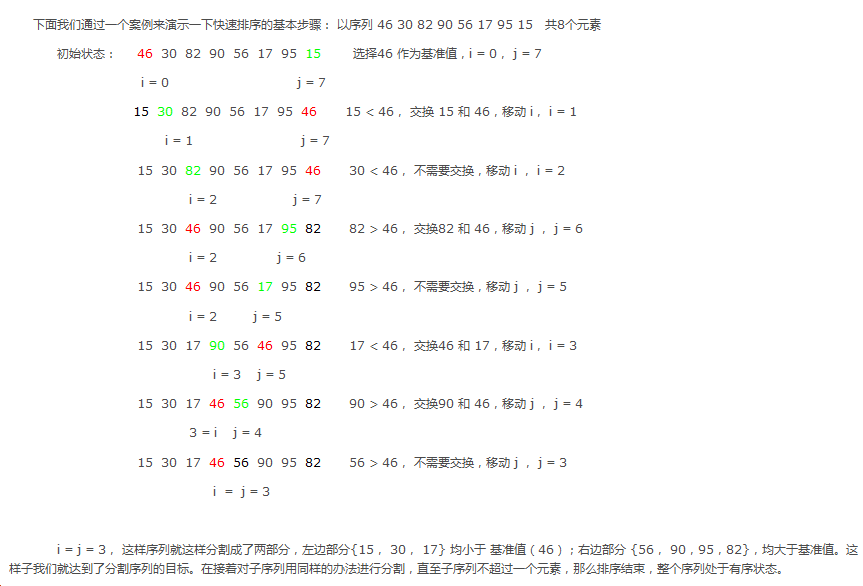 下面我们通过一个案例来演示一下快速排序的基本步骤： 以序列 46 30 82 90 56 17 95 15 共8个元素
初始状态： 46 30 82 90 56 17 95 15 选择46 作为基准值，i = 0， j = 7
i = 0 j = 7
15 30 82 90 56 17 95 46 15 < 46， 交换 15 和 46，移动 i， i = 1
i = 1 j = 7
15 30 82 90 56 17 95 46 30 < 46， 不需要交换，移动 i ， i = 2
i = 2 j = 7
15 30 46 90 56 17 95 82 82 > 46， 交换82 和 46，移动 j ， j = 6
i = 2 j = 6
15 30 46 90 56 17 95 82 95 > 46， 不需要交换，移动 j ， j = 5
i = 2 j = 5
15 30 17 90 56 46 95 82 17 < 46， 交换46 和 17，移动 i， i = 3
i = 3 j = 5
15 30 17 46 56 90 95 82 90 > 46， 交换90 和 46，移动 j ， j = 4
3 = i j = 4
15 30 17 46 56 90 95 82 56 > 46， 不需要交换，移动 j ， j = 3
i = j = 3
i = j = 3， 这样序列就这样分割成了两部分，左边部分{15， 30， 17} 均小于 基准值（46）；右边部分 {56， 90，95，82}，均大于基准值。这
样子我们就达到了分割序列的目标。在接着对子序列用同样的办法进行分割，直至子序列不超过一个元素，那么排序结束，整个序列处于有序状态。